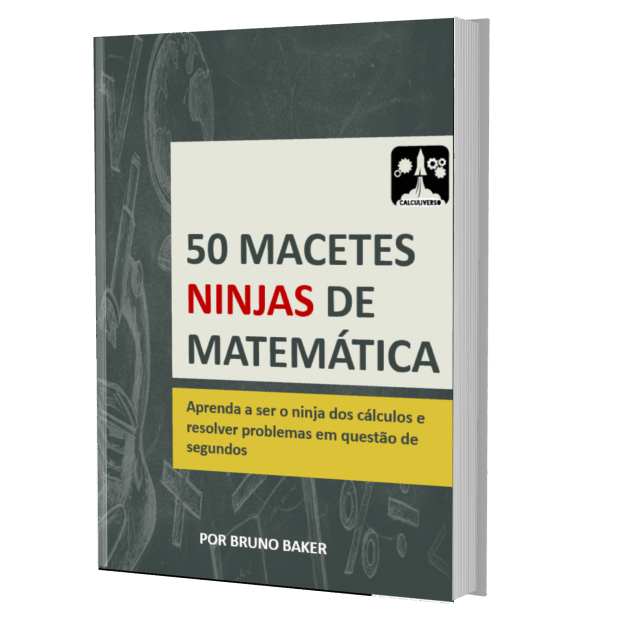 CALCULIVERSO
50 MACETES
NINJAS DE
MATEMÁTICA
Aprenda a ser o ninja dos cálculos e
resolver problemas em questão de
segundos
POR BRUNO BAKER